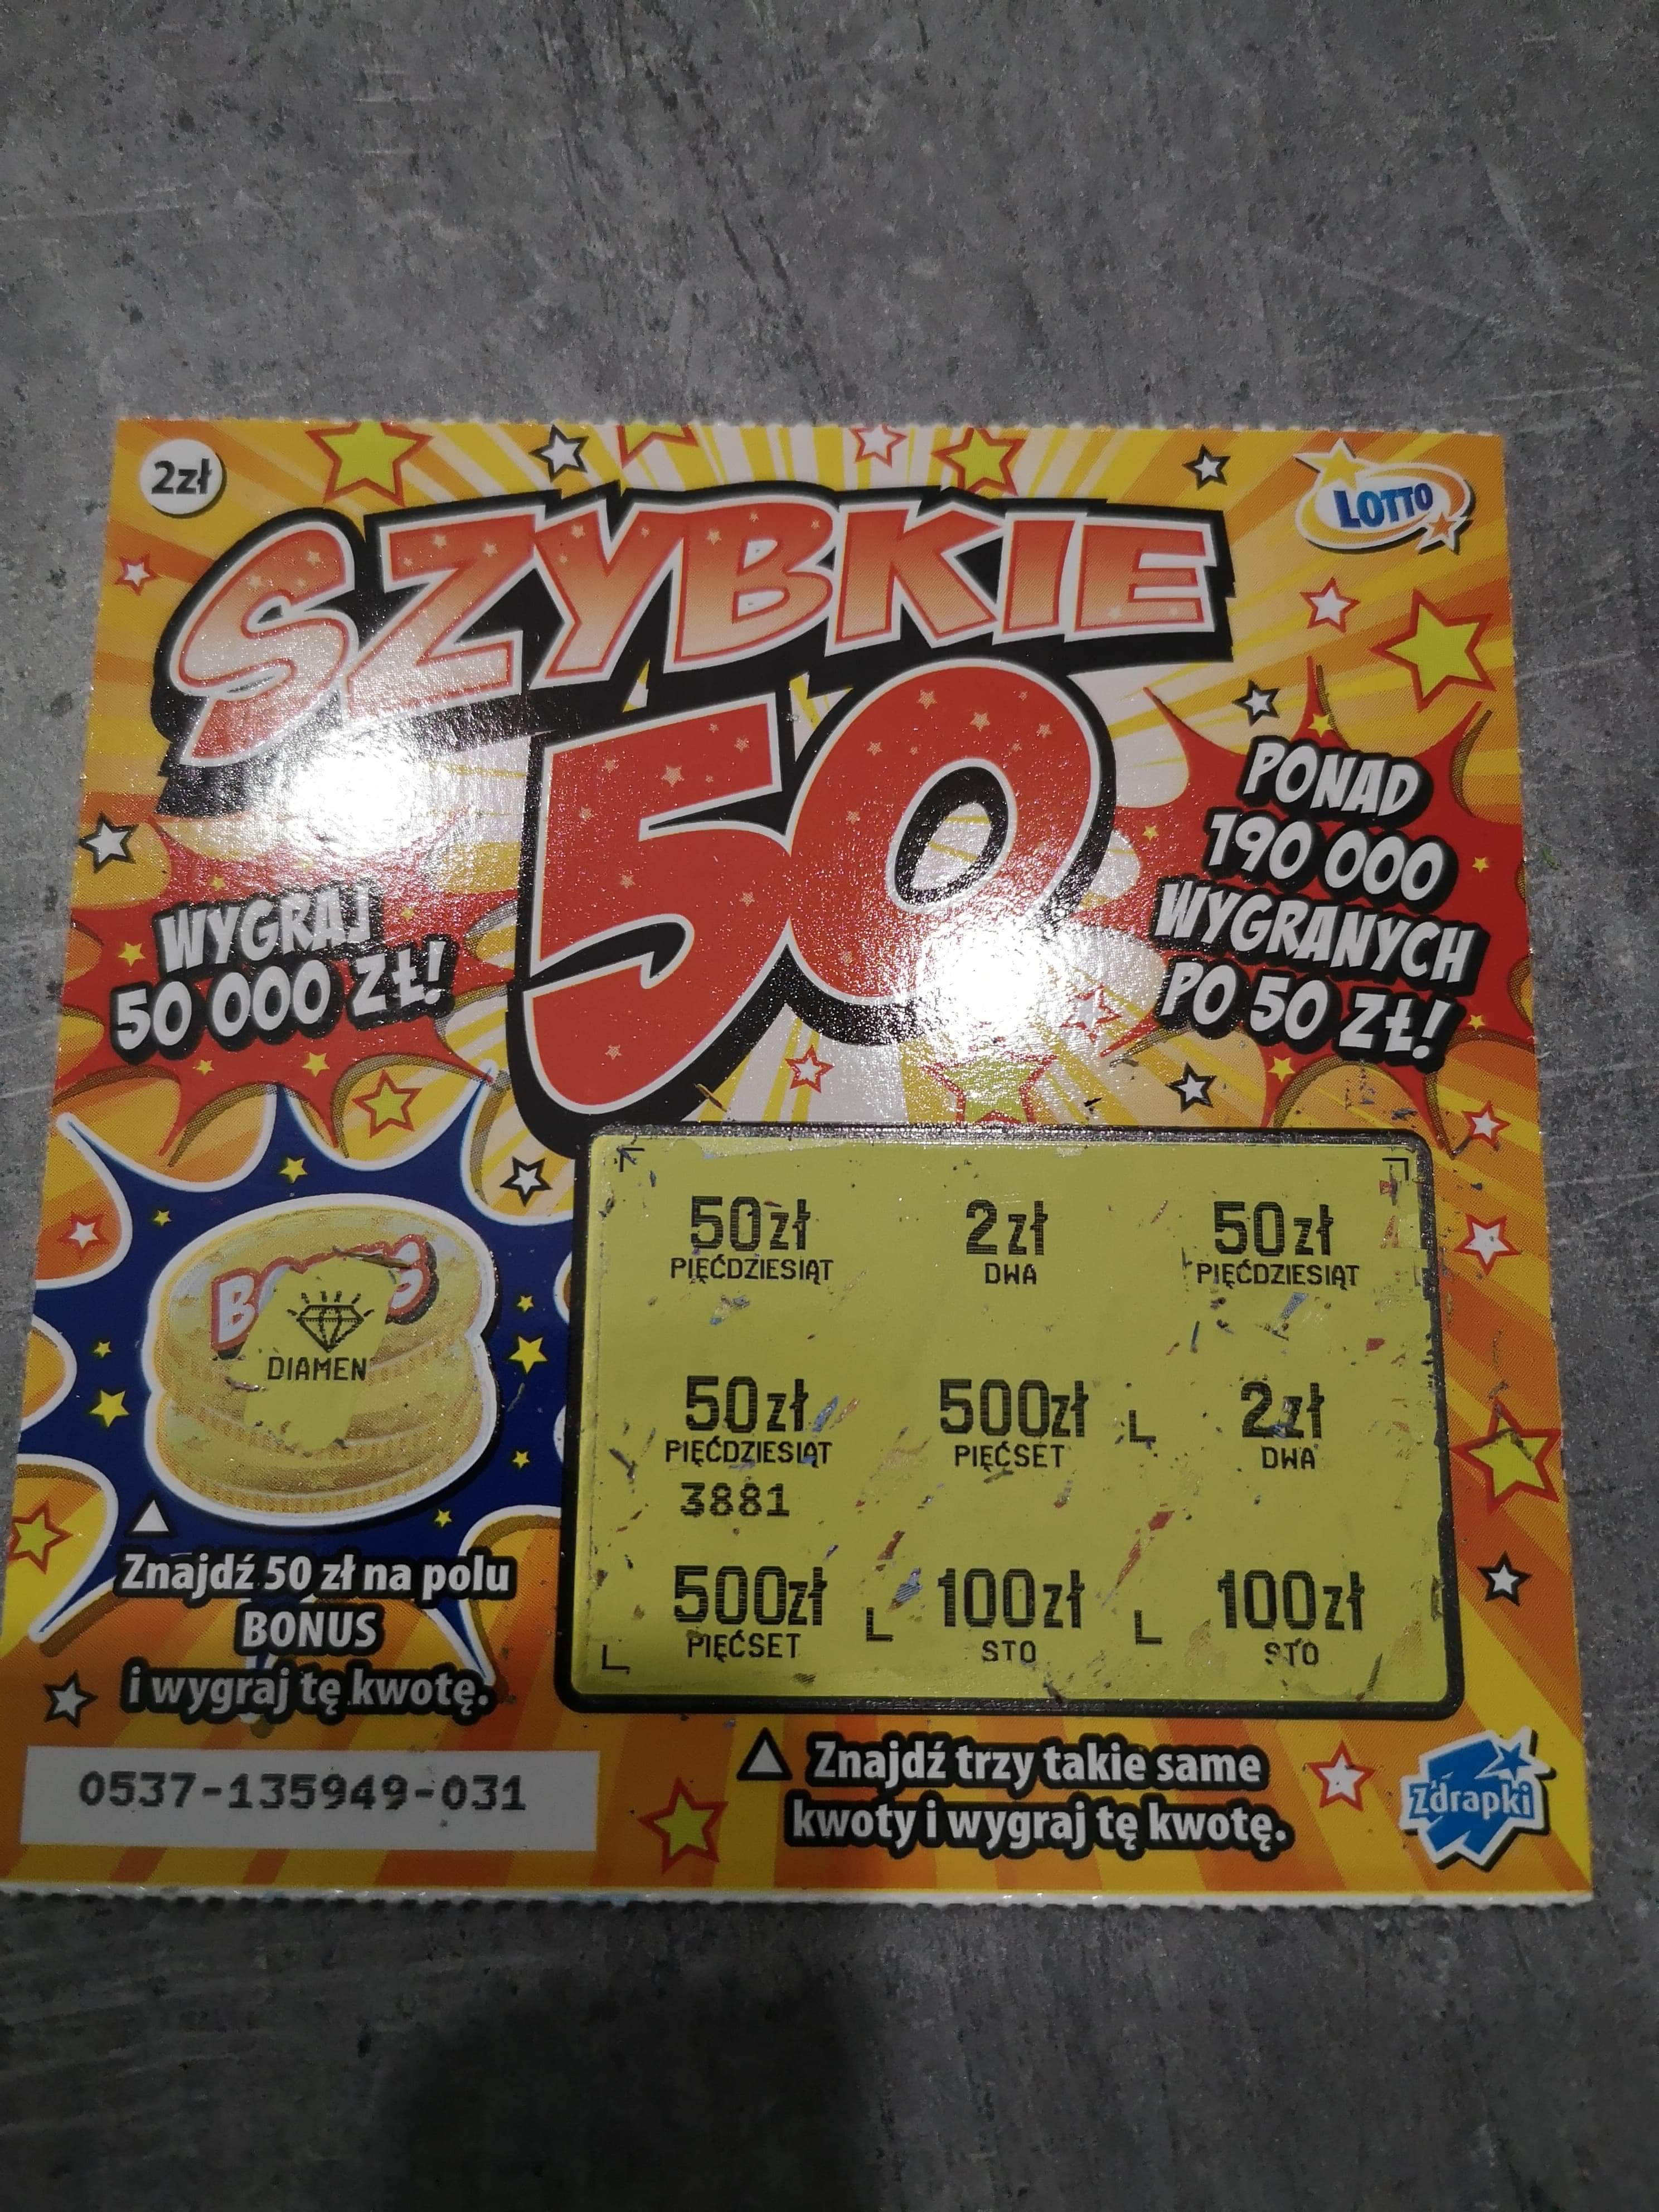 2zł
LOTTO
SZYBKIE
50
WYGRAJ
50 000 ZŁ!
PONAD
190 000
WYGRANYCH
PO 50 ZŁ!
50zł 2zł 50zł
PIĘĆDZIESIĄT DWA PIĘĆDZIESIĄT
DIAMEN
50zł 500zł 2zł
PIĘĆDZIESIĄT PIĘĆSET DWA
3881
500zł 100zł 100zł
PIĘĆSET STO STO
Znajdź 50 zł na polu
BONUS
i wygraj tę kwotę.
0537-135949-031
Znajdź trzy takie same
kwoty i wygraj tę kwotę.
Zdrapki